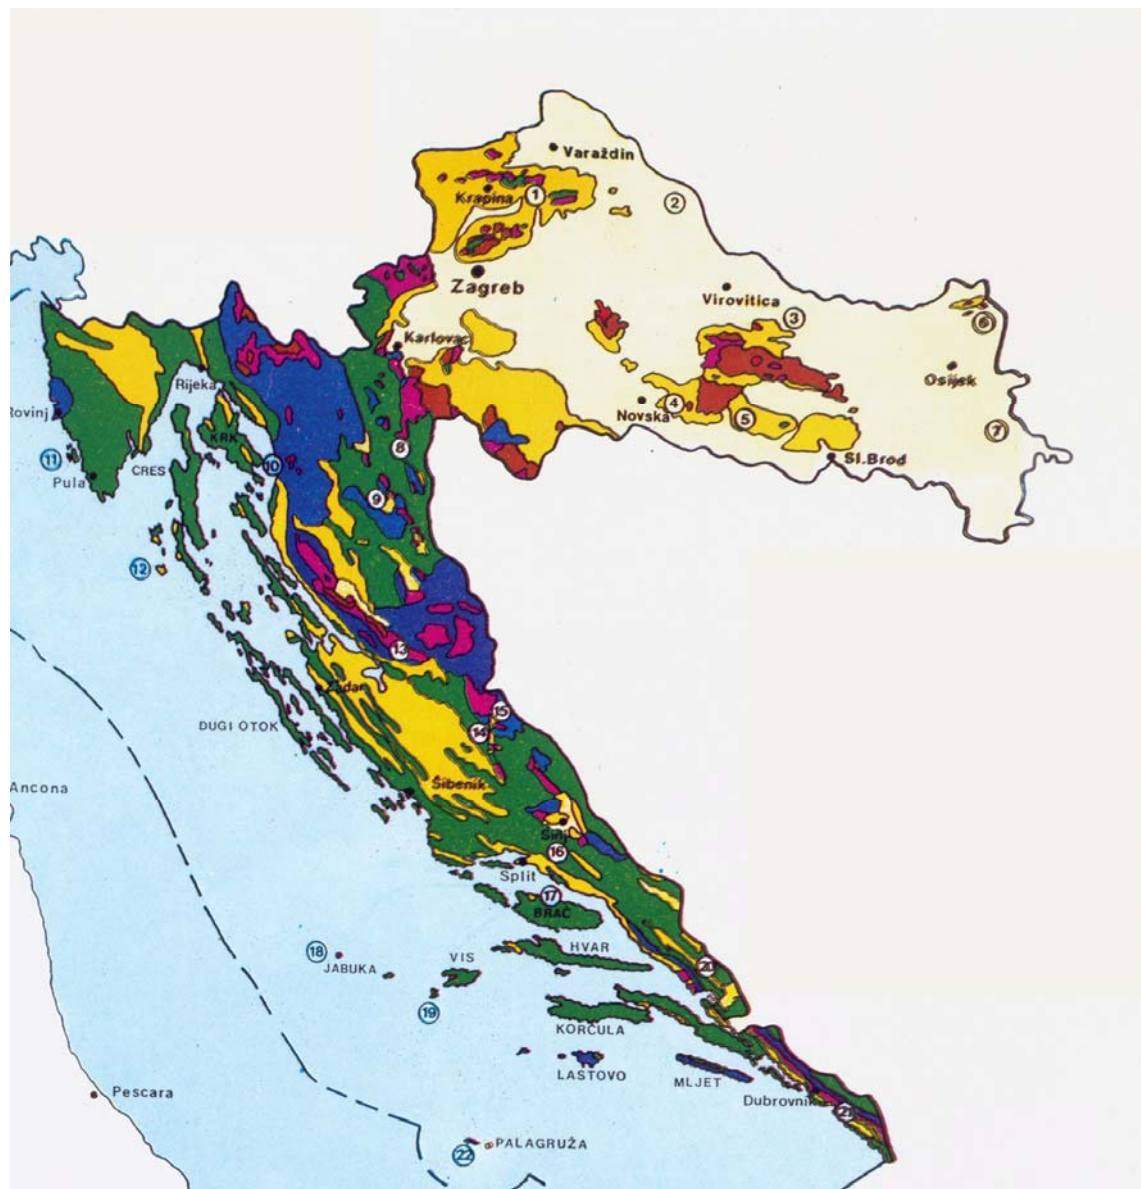 Varaždin
Krapina
1
2
Zagreb
Virovitica
3
6
Karlovac
Osijek
Rijeka
Novska
4
5
7
Rovinj
KRK
8
Sl.Brod
11
CRES
10
Pula
9
12
13
Zadar
15
DUGI OTOK
14
Ancona
Šibenik
Sinj
16
Split
17
BRAČ
18
JABUKA
VIS
HVAR
20
19
KORČULA
LASTOVO
MLJET
Pescara
Dubrovnik
21
22
PALAGRUŽA